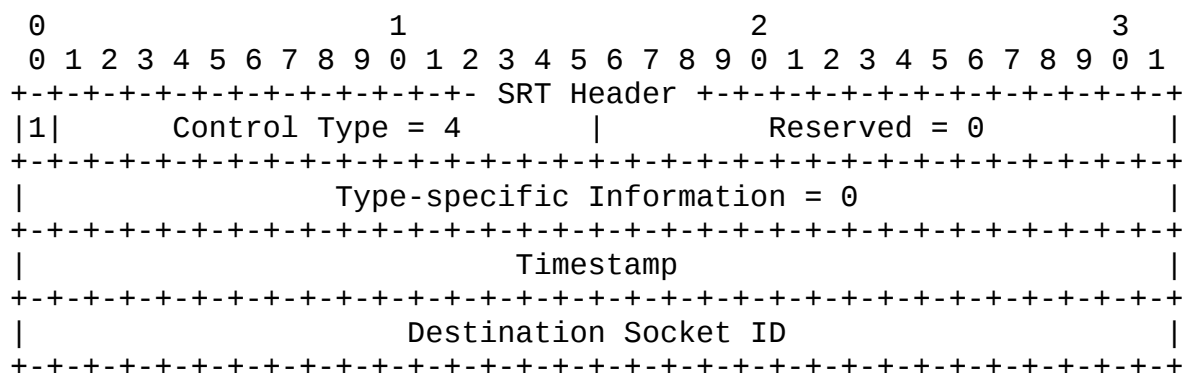 0                   1                   2                   3
 0 1 2 3 4 5 6 7 8 9 0 1 2 3 4 5 6 7 8 9 0 1 2 3 4 5 6 7 8 9 0 1
+-+-+-+-+-+-+-+-+-+-+-+-+- SRT Header +-+-+-+-+-+-+-+-+-+-+-+-+-+
|1|      Control Type = 4       |         Reserved = 0          |
+-+-+-+-+-+-+-+-+-+-+-+-+-+-+-+-+-+-+-+-+-+-+-+-+-+-+-+-+-+-+-+-+
|                 Type-specific Information = 0                 |
+-+-+-+-+-+-+-+-+-+-+-+-+-+-+-+-+-+-+-+-+-+-+-+-+-+-+-+-+-+-+-+-+
|                           Timestamp                           |
+-+-+-+-+-+-+-+-+-+-+-+-+-+-+-+-+-+-+-+-+-+-+-+-+-+-+-+-+-+-+-+-+
|                     Destination Socket ID                     |
+-+-+-+-+-+-+-+-+-+-+-+-+-+-+-+-+-+-+-+-+-+-+-+-+-+-+-+-+-+-+-+-+